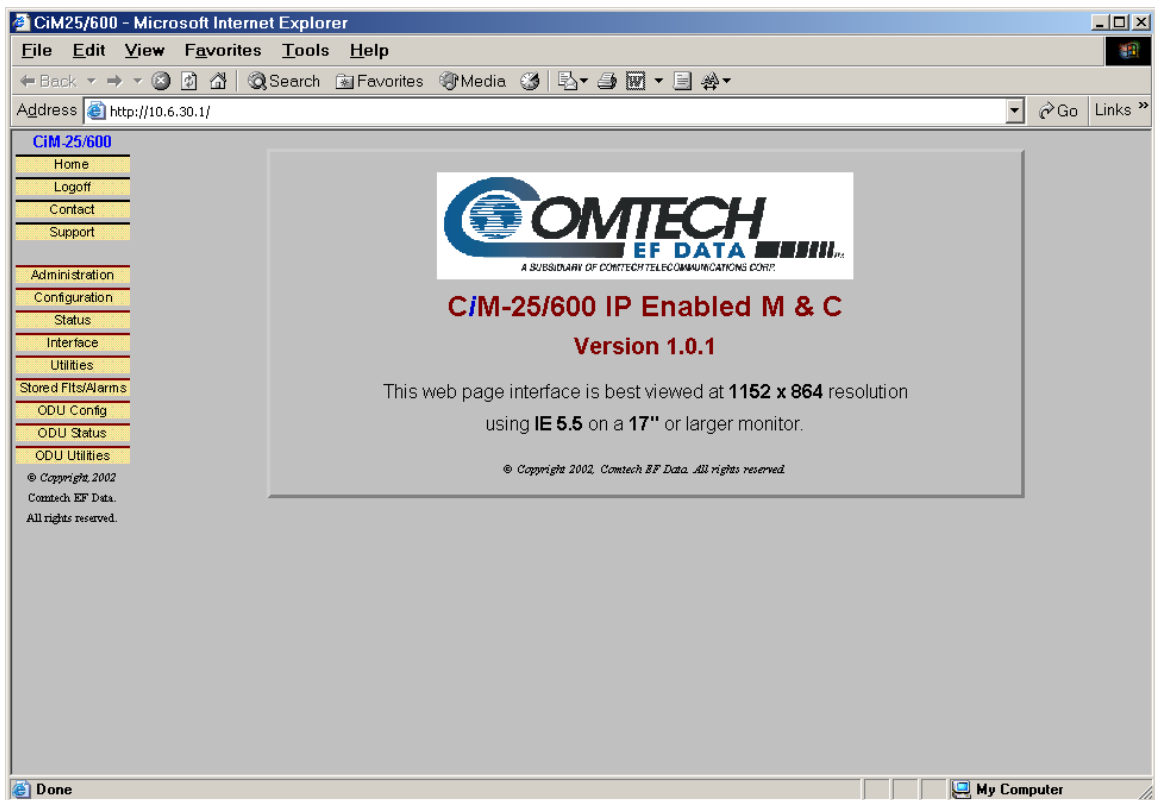 CiM25/600 - Microsoft Internet Explorer
File Edit View Favorites Tools Help
Back Search Favorites Media
Address http://10.6.30.1/ Go Links »
CiM-25/600
Home
Logoff
Contact
Support
Administration
Configuration
Status
Interface
Utilities
Stored Flts/Alarms
ODU Config
ODU Status
ODU Utilities
© Copyright, 2002
Comtech EF Data.
All rights reserved.
COMTECH
EF DATA
A SUBSIDIARY OF COMTECH TELECOMMUNICATIONS CORP.
CiM-25/600 IP Enabled M & C
Version 1.0.1
This web page interface is best viewed at 1152 x 864 resolution
using IE 5.5 on a 17" or larger monitor.
© Copyright 2002, Comtech EF Data. All rights reserved
Done My Computer